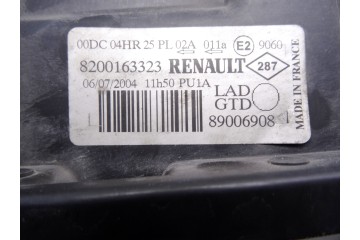 00DC 04HR 25 PL 02A 011a E2 9060
8200163323 RENAULT 287
06/07/2004 11h50 PU1A
LAD
GTD
89006908
MADE IN FRANCE